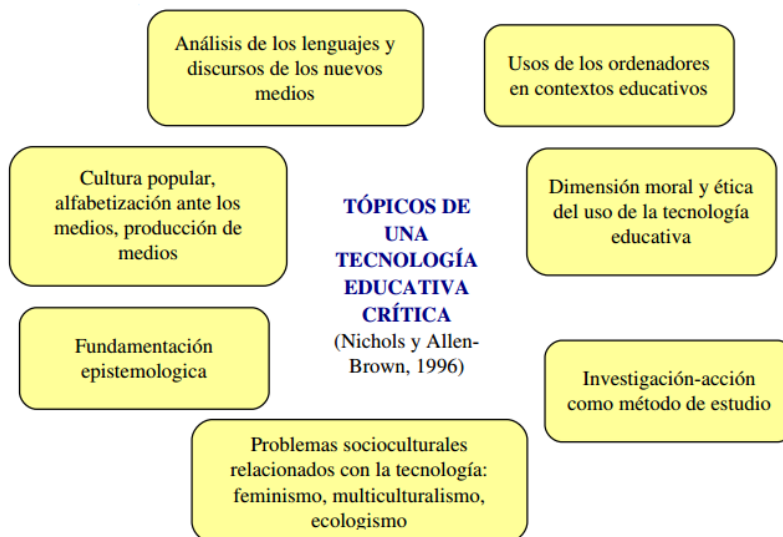 Análisis de los lenguajes y
discursos de los nuevos
medios
Usos de los ordenadores
en contextos educativos
Cultura popular,
alfabetización ante los
medios, producción de
medios
TÓPICOS DE
UNA
TECNOLOGÍA
EDUCATIVA
CRÍTICA
(Nichols y Allen-
Brown, 1996)
Dimensión moral y ética
del uso de la tecnología
educativa
Fundamentación
epistemologica
Investigación-acción
como método de estudio
Problemas socioculturales
relacionados con la tecnología:
feminismo, multiculturalismo,
ecologismo